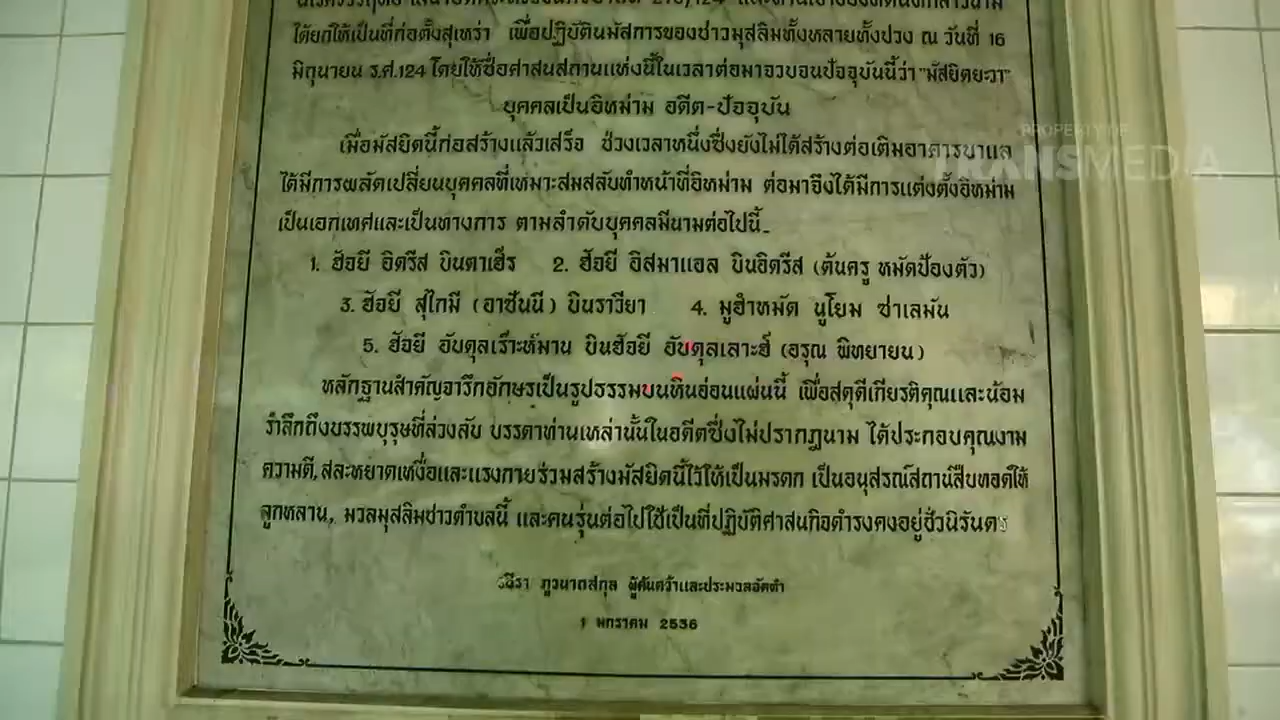 ได้ยกให้เป็นที่ก่อตั้งสุเหร่า เพื่อปฏิบัตินมัสการของชาวมุสลิมทั้งหลายทั้งปวง ณ วันที่ 16
มิถุนายน ร.ศ.124 โดยให้ชื่อศาสนสถานแห่งนี้ในเวลาต่อมาจวบจนปัจจุบันนี้ว่า "มัสยิดยะวา"
บุคคลเป็นอิหม่าม อดีต-ปัจจุบัน
เมื่อมัสยิดนี้ก่อสร้างแล้วเสร็จ ช่วงเวลาหนึ่งซึ่งยังไม่ได้สร้างต่อเติมอาคารบาแล
ได้มีการผลัดเปลี่ยนบุคคลที่เหมาะสมสลับทำหน้าที่อิหม่าม ต่อมาจึงได้มีการแต่งตั้งอิหม่าม
เป็นเอกเทศและเป็นทางการ ตามลำดับบุคคลมีนามต่อไปนี้_
1. ฮัอยี อิดรีส บินตาเฮีร 2. ฮัอยี อิสมาแอล บินอิดรีส (ต้นครู หมัดป้องตัว)
3. ฮัอยี สุไกมี (อาซันนี) บินราวียา 4. มูฮำหมัด นูโยม ซาเลมัน
5. ฮัอยี อับดุลเร๊าะห์มาน บินฮัอยี อับดุลเลาะฮ์ (อรุณ พิทยายน)
หลักฐานสำคัญจารึกอักษรเป็นรูปธรรมบนหินอ่อนแผ่นนี้ เพื่อสดุดีเกียรติคุณและน้อม
รำลึกถึงบรรพบุรุษที่ล่วงลับ บรรดาท่านเหล่านั้นในอดีตซึ่งไม่ปรากฎนาม ได้ประกอบคุณงาม
ความดี, สละหยาดเหงื่อและแรงกายร่วมสร้างมัสยิดนี้ไว้ให้เป็นมรดก เป็นอนุสรณ์สถานสืบทอดให้
ลูกหลาน, มวลมุสลิมชาวตำบลนี้ และคนรุ่นต่อไปใช้เป็นที่ปฏิบัติศาสนกิจดำรงคงอยู่ชั่วนิรันดร
ภูวนาถสกุล ผู้ค้นคว้าและประมวลจัดทำ
1 มกราคม 2536
PROPERTY OF
TRANSMEDIA